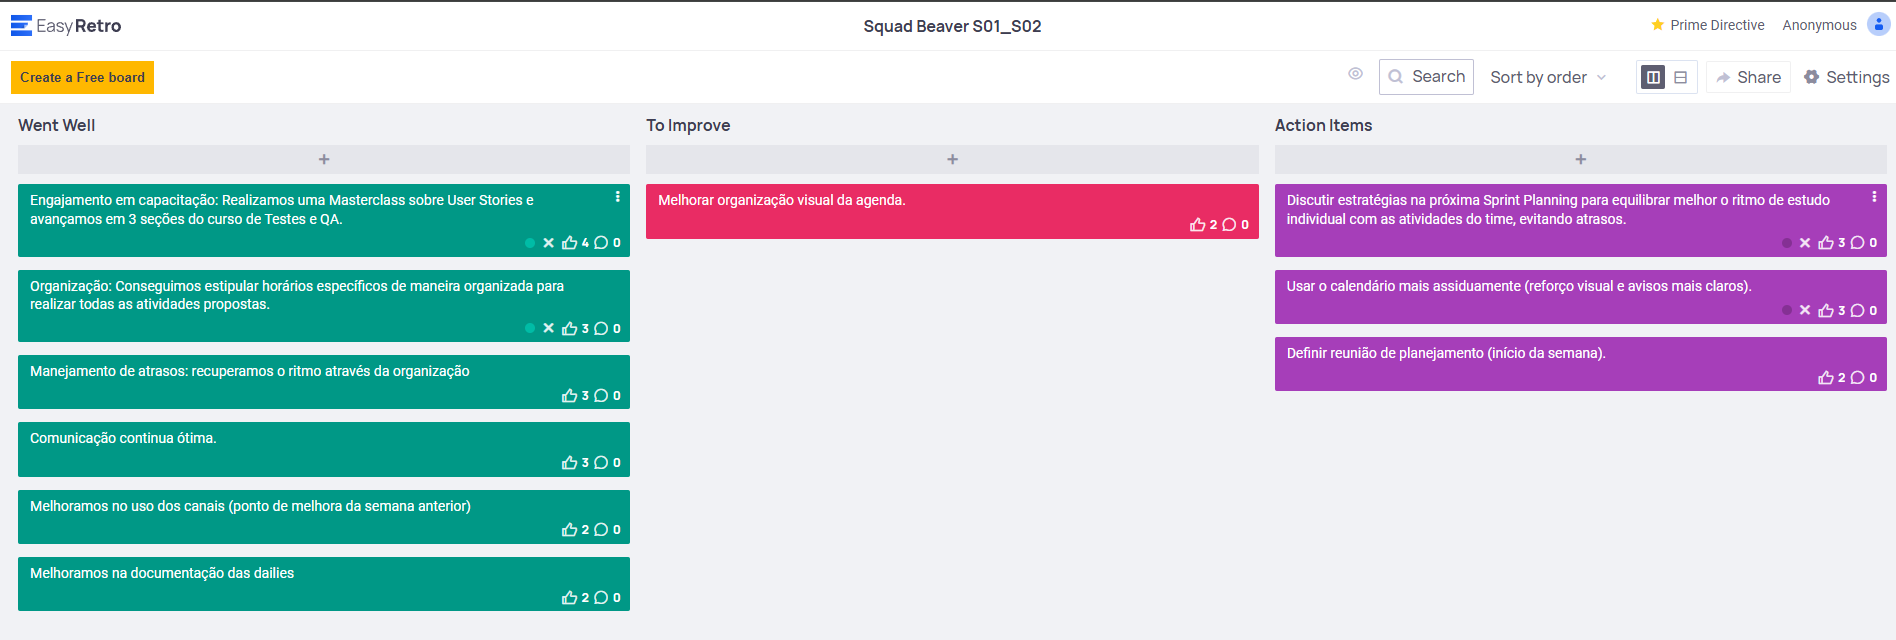 EasyRetro
Squad Beaver S01_S02
Prime Directive
Anonymous
Create a Free board
Search
Sort by order
Share
Settings
Went Well
+
Engajamento em capacitação: Realizamos uma Masterclass sobre User Stories e
avançamos em 3 seções do curso de Testes e QA.
4 0
Organização: Conseguimos estipular horários específicos de maneira organizada para
realizar todas as atividades propostas.
3 0
Manejamento de atrasos: recuperamos o ritmo através da organização
3 0
Comunicação continua ótima.
3 0
Melhoramos no uso dos canais (ponto de melhora da semana anterior)
2 0
Melhoramos na documentação das dailies
2 0
To Improve
+
Melhorar organização visual da agenda.
2 0
Action Items
+
Discutir estratégias na próxima Sprint Planning para equilibrar melhor o ritmo de estudo
individual com as atividades do time, evitando atrasos.
3 0
Usar o calendário mais assiduamente (reforço visual e avisos mais claros).
3 0
Definir reunião de planejamento (início da semana).
2 0